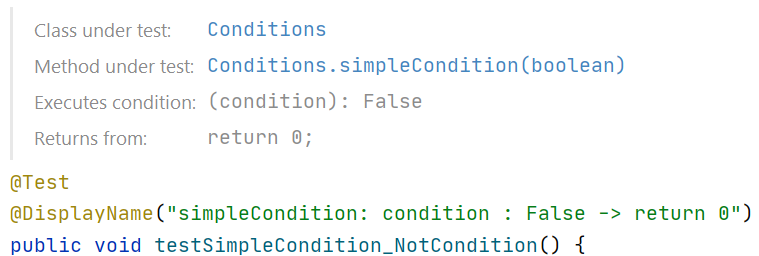 Class under test: Conditions
Method under test: Conditions.simpleCondition(boolean)
Executes condition: (condition): False
Returns from: return 0;
@Test
@DisplayName("simpleCondition: condition : False -> return 0")
public void testSimpleCondition_NotCondition() {